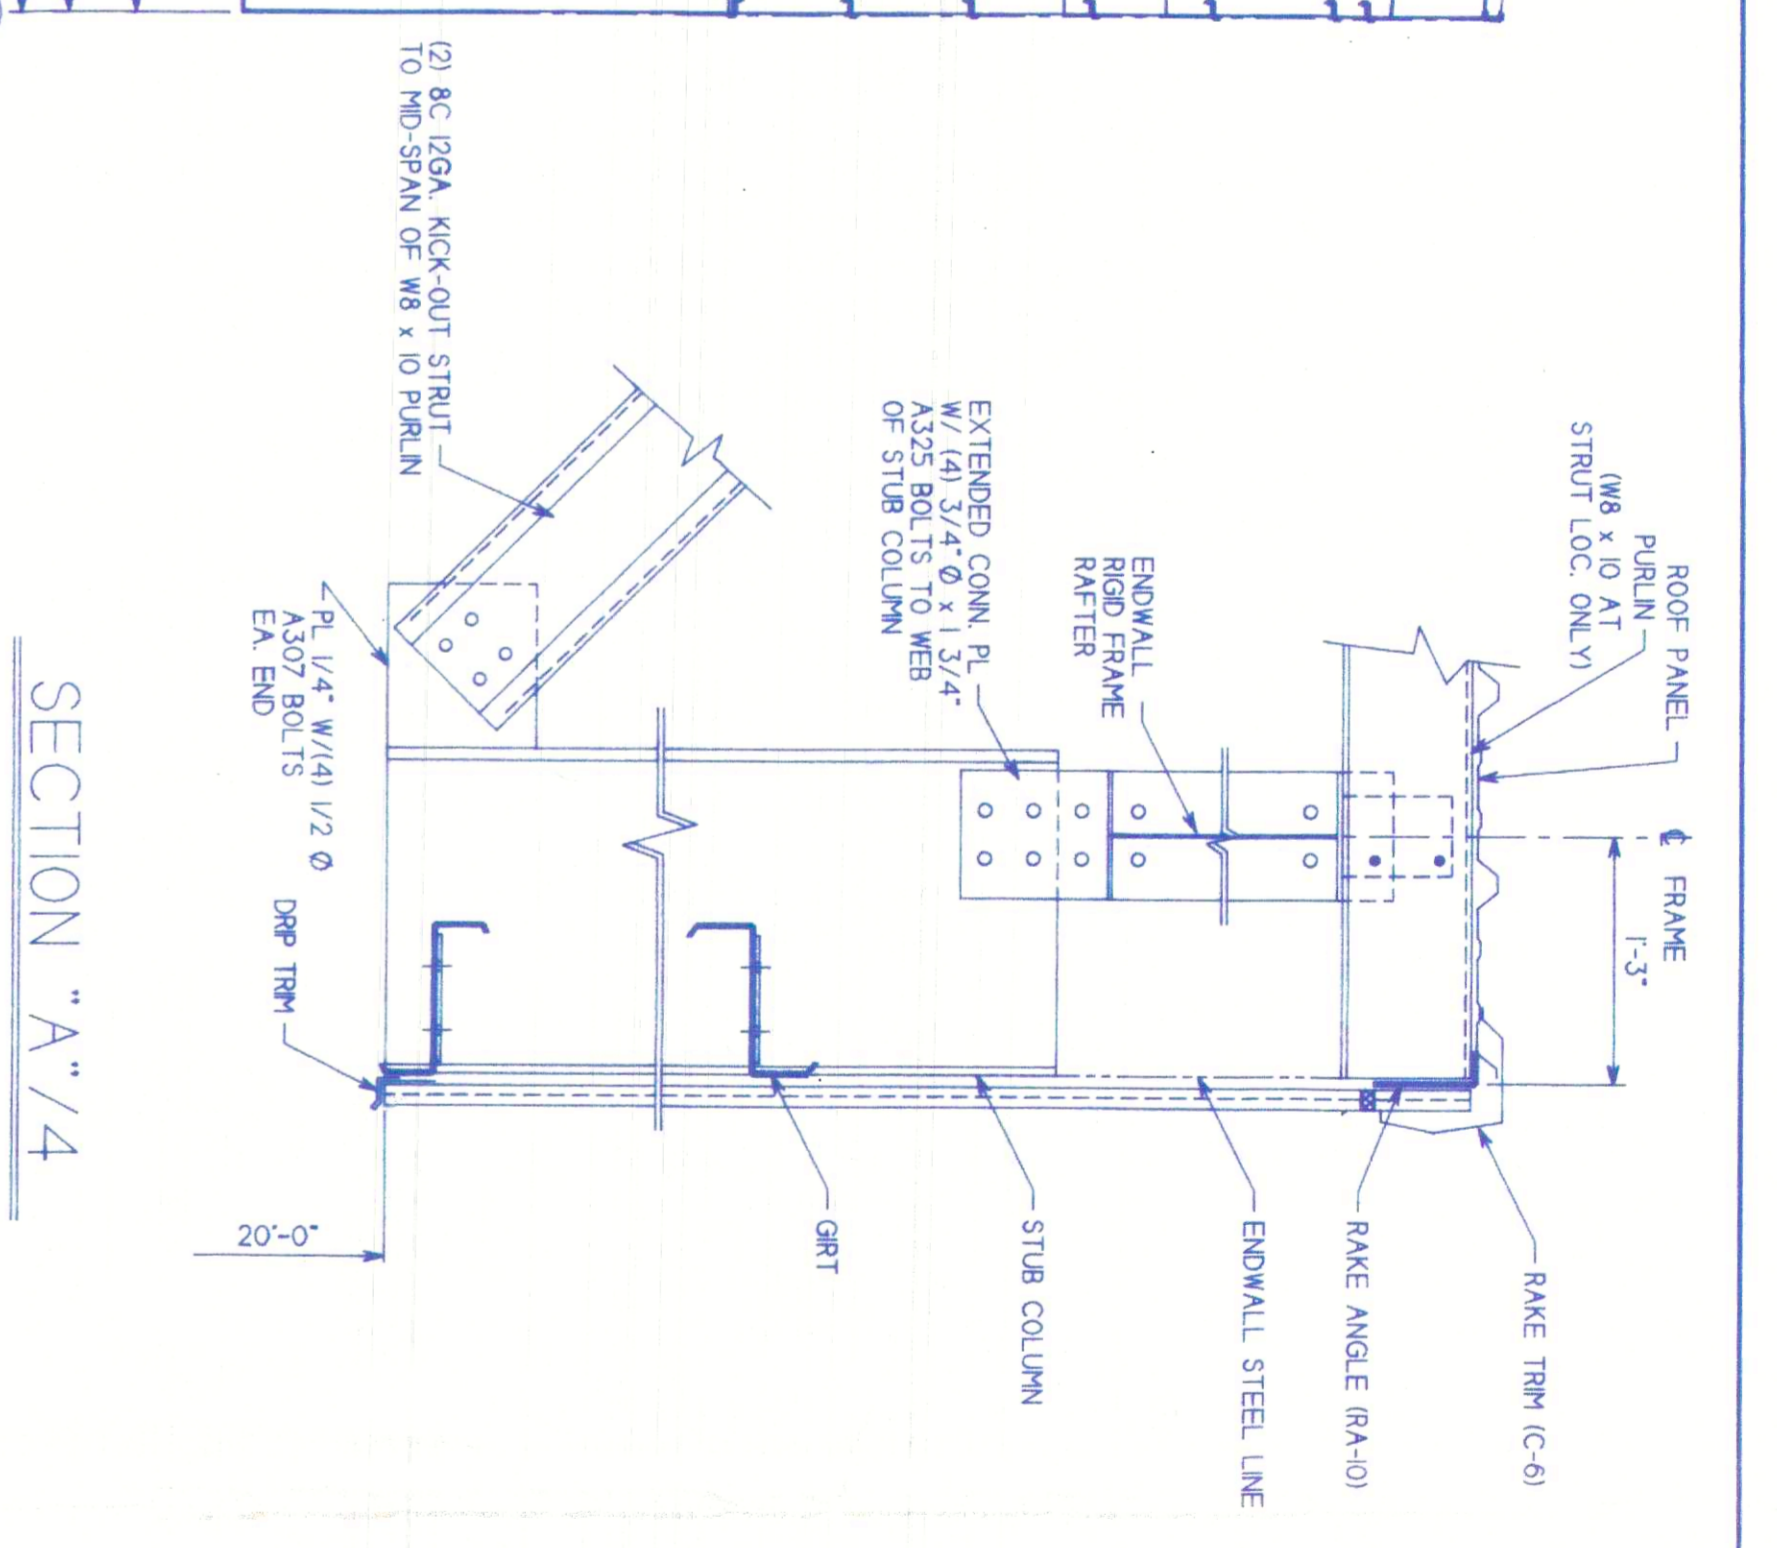 ROOF PANEL
PURLIN
(W8 x 10 AT
STRUT LOC. ONLY)
℄ FRAME
1'-3"
RAKE TRIM (C-6)
RAKE ANGLE (RA-10)
ENDWALL STEEL LINE
STUB COLUMN
GIRT
ENDWALL
RIGID FRAME
RAFTER
EXTENDED CONN. PL
W/ (4) 3/4" Ø x 1 3/4"
A325 BOLTS TO WEB
OF STUB COLUMN
(2) 8C 12GA. KICK-OUT STRUT
TO MID-SPAN OF W8 x 10 PURLIN
PL 1/4" W/(4) 1/2 Ø
A307 BOLTS
EA. END
DRIP TRIM
20'-0"
SECTION "A"/4